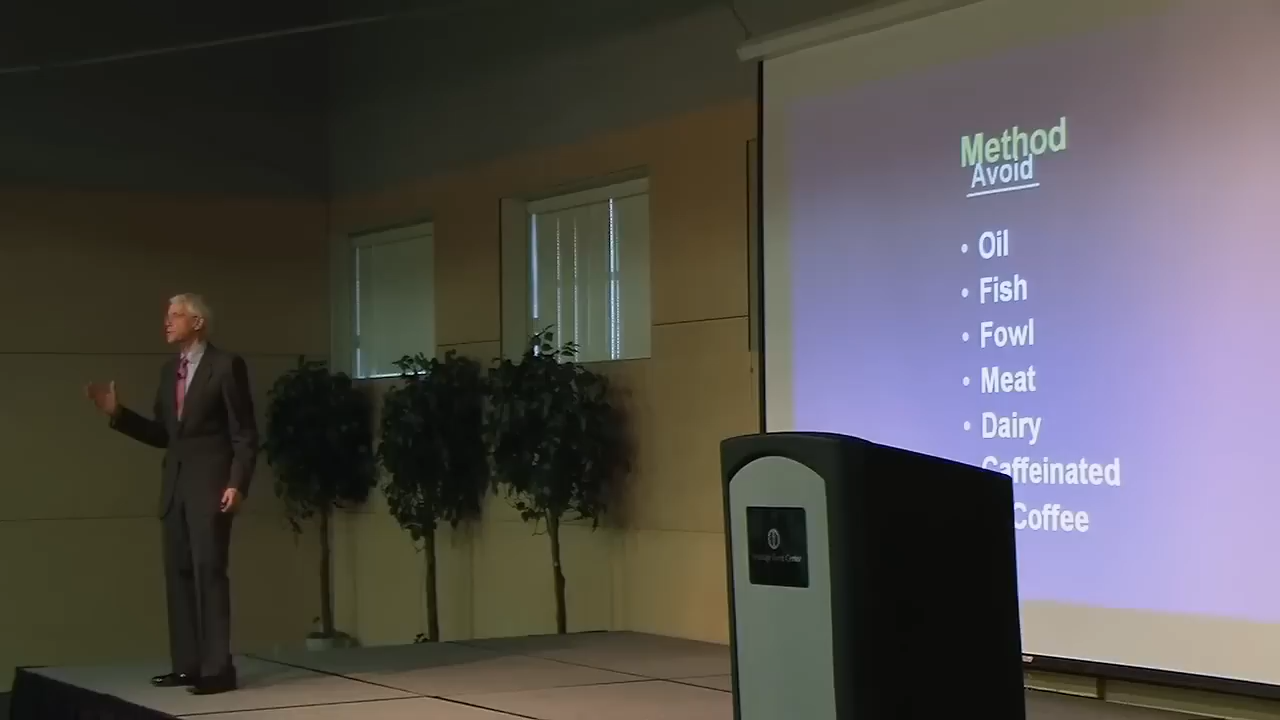 Method
Avoid
• Oil
• Fish
• Fowl
• Meat
• Dairy
Caffeinated
Coffee